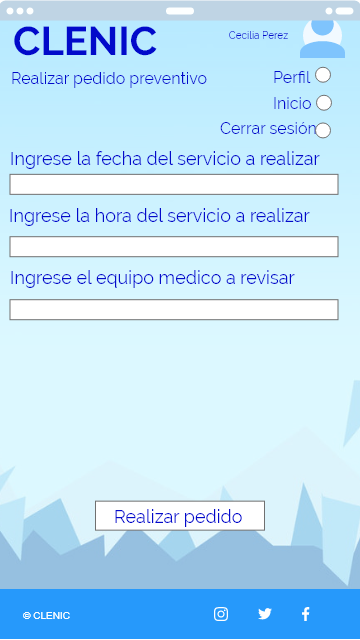 CLENIC
Cecilia Perez
Realizar pedido preventivo
Perfil
Inicio
Cerrar sesión
Ingrese la fecha del servicio a realizar
Ingrese la hora del servicio a realizar
Ingrese el equipo medico a revisar
Realizar pedido
© CLENIC